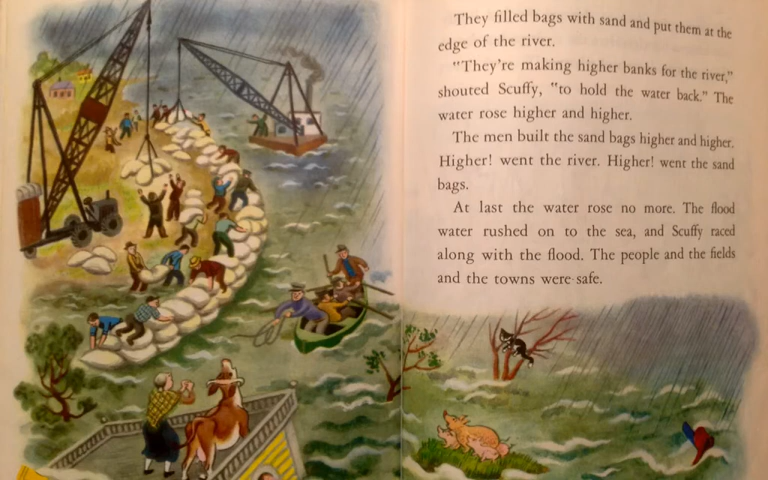 They filled bags with sand and put them at the
edge of the river.
"They're making higher banks for the river,"
shouted Scuffy, "to hold the water back." The
water rose higher and higher.
The men built the sand bags higher and higher.
Higher! went the river. Higher! went the sand
bags.
At last the water rose no more. The flood
water rushed on to the sea, and Scuffy raced
along with the flood. The people and the fields
and the towns were safe.